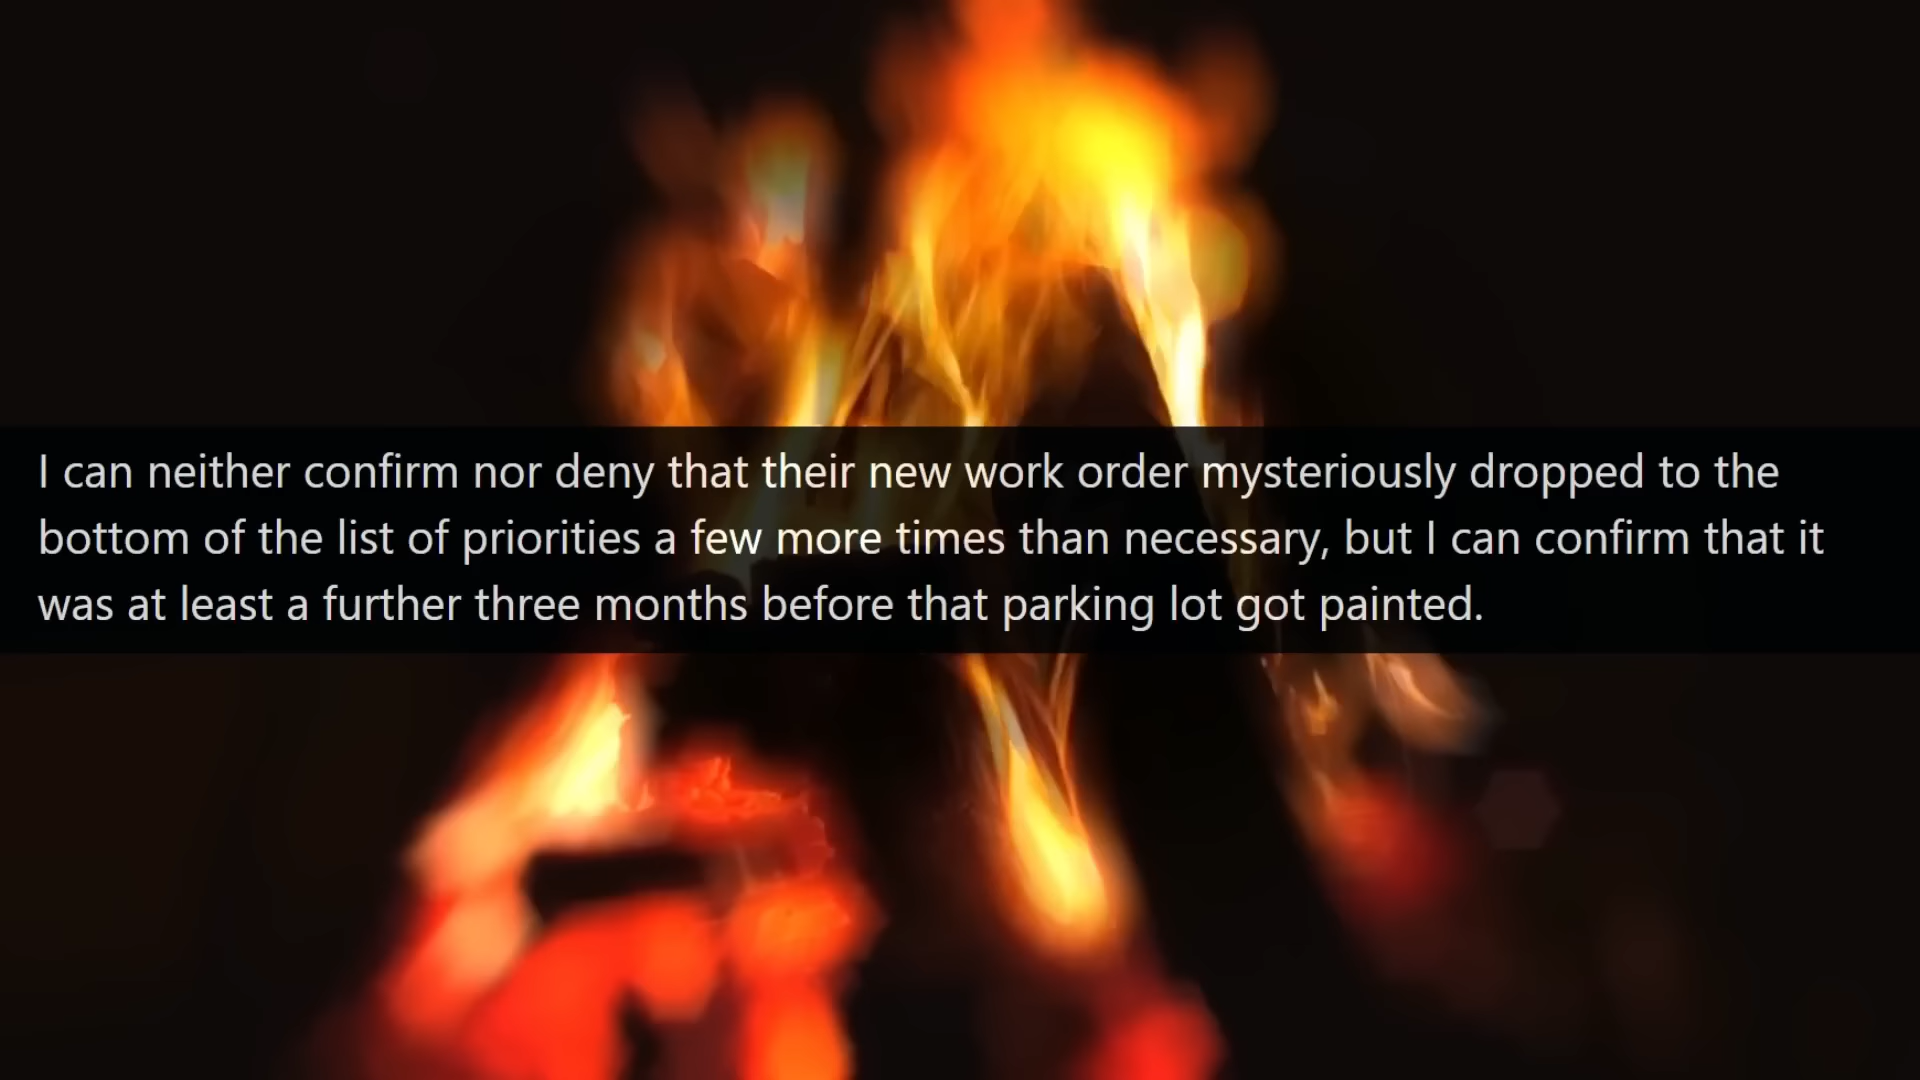 I can neither confirm nor deny that their new work order mysteriously dropped to the
bottom of the list of priorities a few more times than necessary, but I can confirm that it
was at least a further three months before that parking lot got painted.